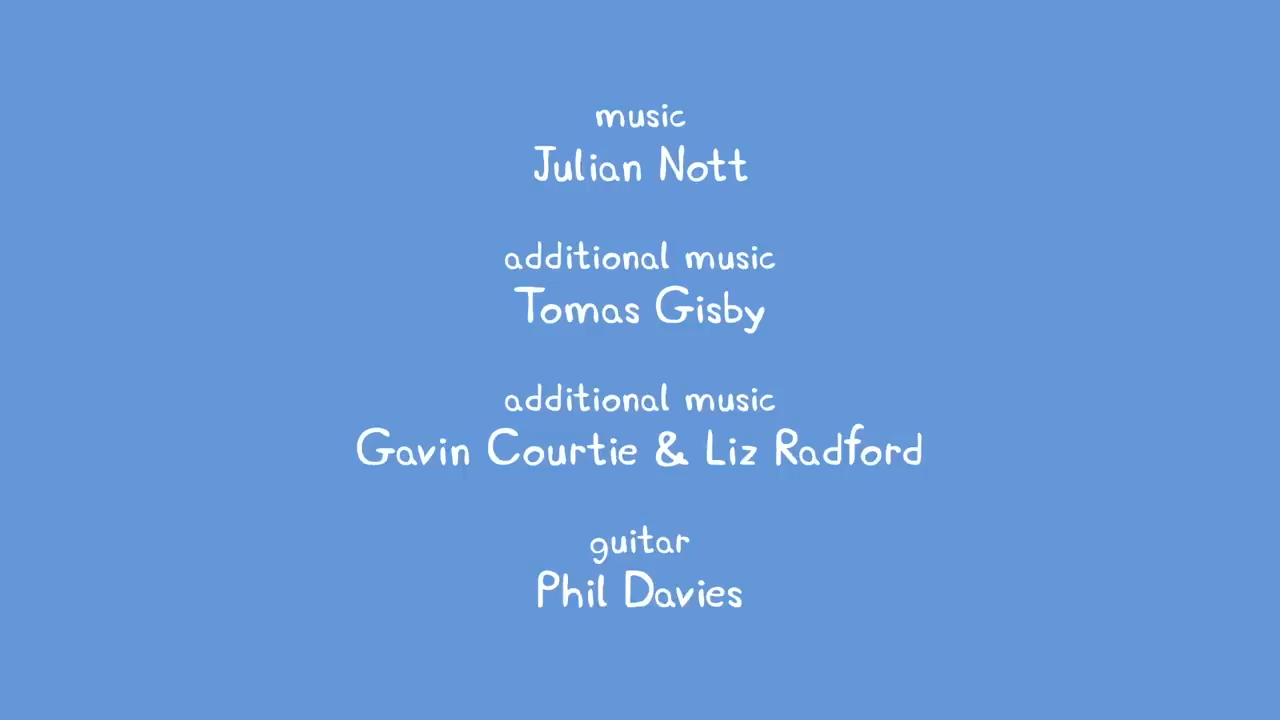 music
Julian Nott
additional music
Tomas Gisby
additional music
Gavin Courtie & Liz Radford
guitar
Phil Davies